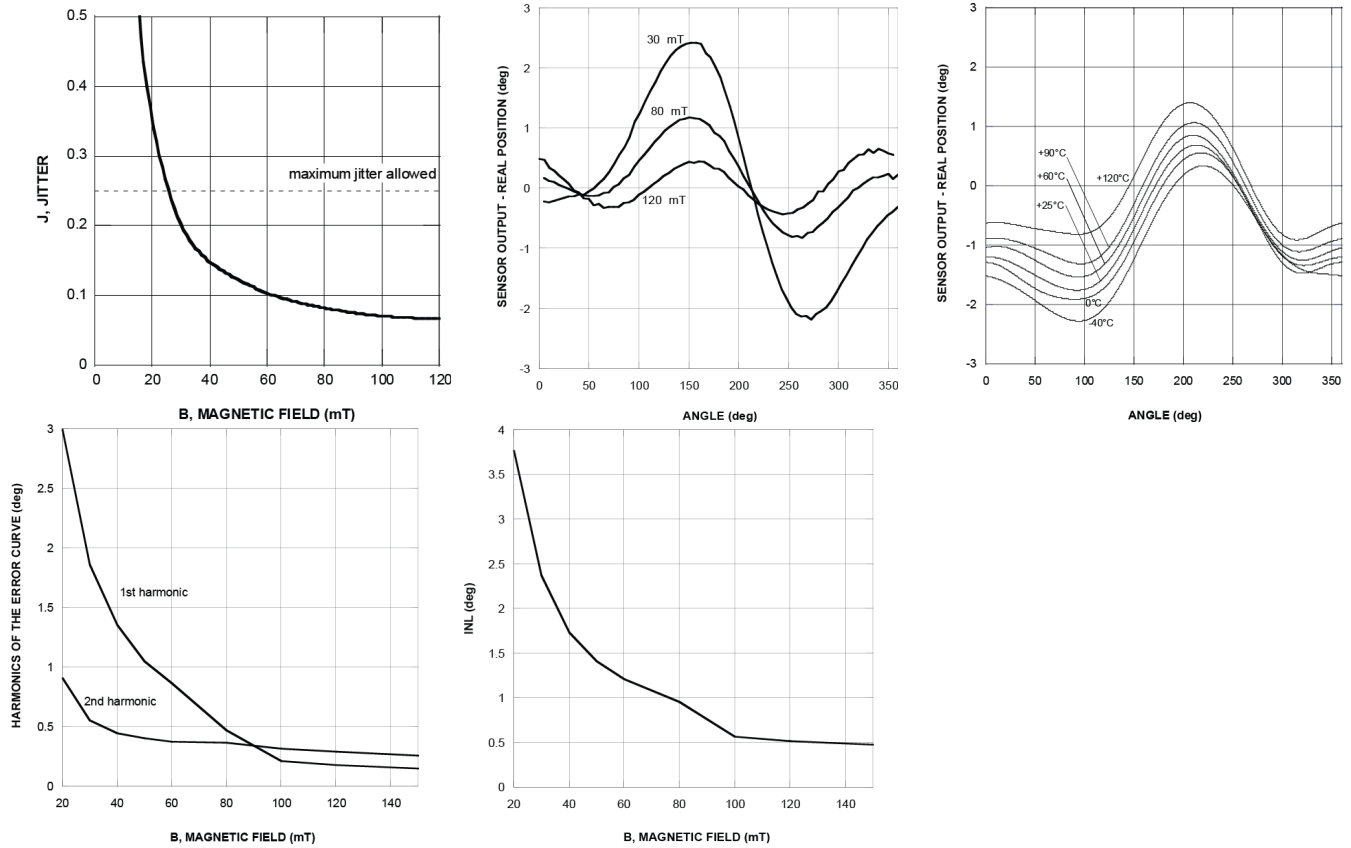 0.5
0.4
0.3
0.2
0.1
0
J, JITTER
maximum jitter allowed
0 20 40 60 80 100 120
B, MAGNETIC FIELD (mT)
3
2
1
0
-1
-2
-3
SENSOR OUTPUT - REAL POSITION (deg)
30 mT
80 mT
120 mT
0 50 100 150 200 250 300 350
ANGLE (deg)
3
2
1
0
-1
-2
-3
SENSOR OUTPUT - REAL POSITION (deg)
+90°C
+60°C
+120°C
+25°C
0°C
-40°C
0 50 100 150 200 250 300 350
ANGLE (deg)
3
2.5
2
1.5
1
0.5
0
HARMONICS OF THE ERROR CURVE (deg)
1st harmonic
2nd harmonic
20 40 60 80 100 120 140
B, MAGNETIC FIELD (mT)
4
3.5
3
2.5
2
1.5
1
0.5
0
INL (deg)
20 40 60 80 100 120 140
B, MAGNETIC FIELD (mT)